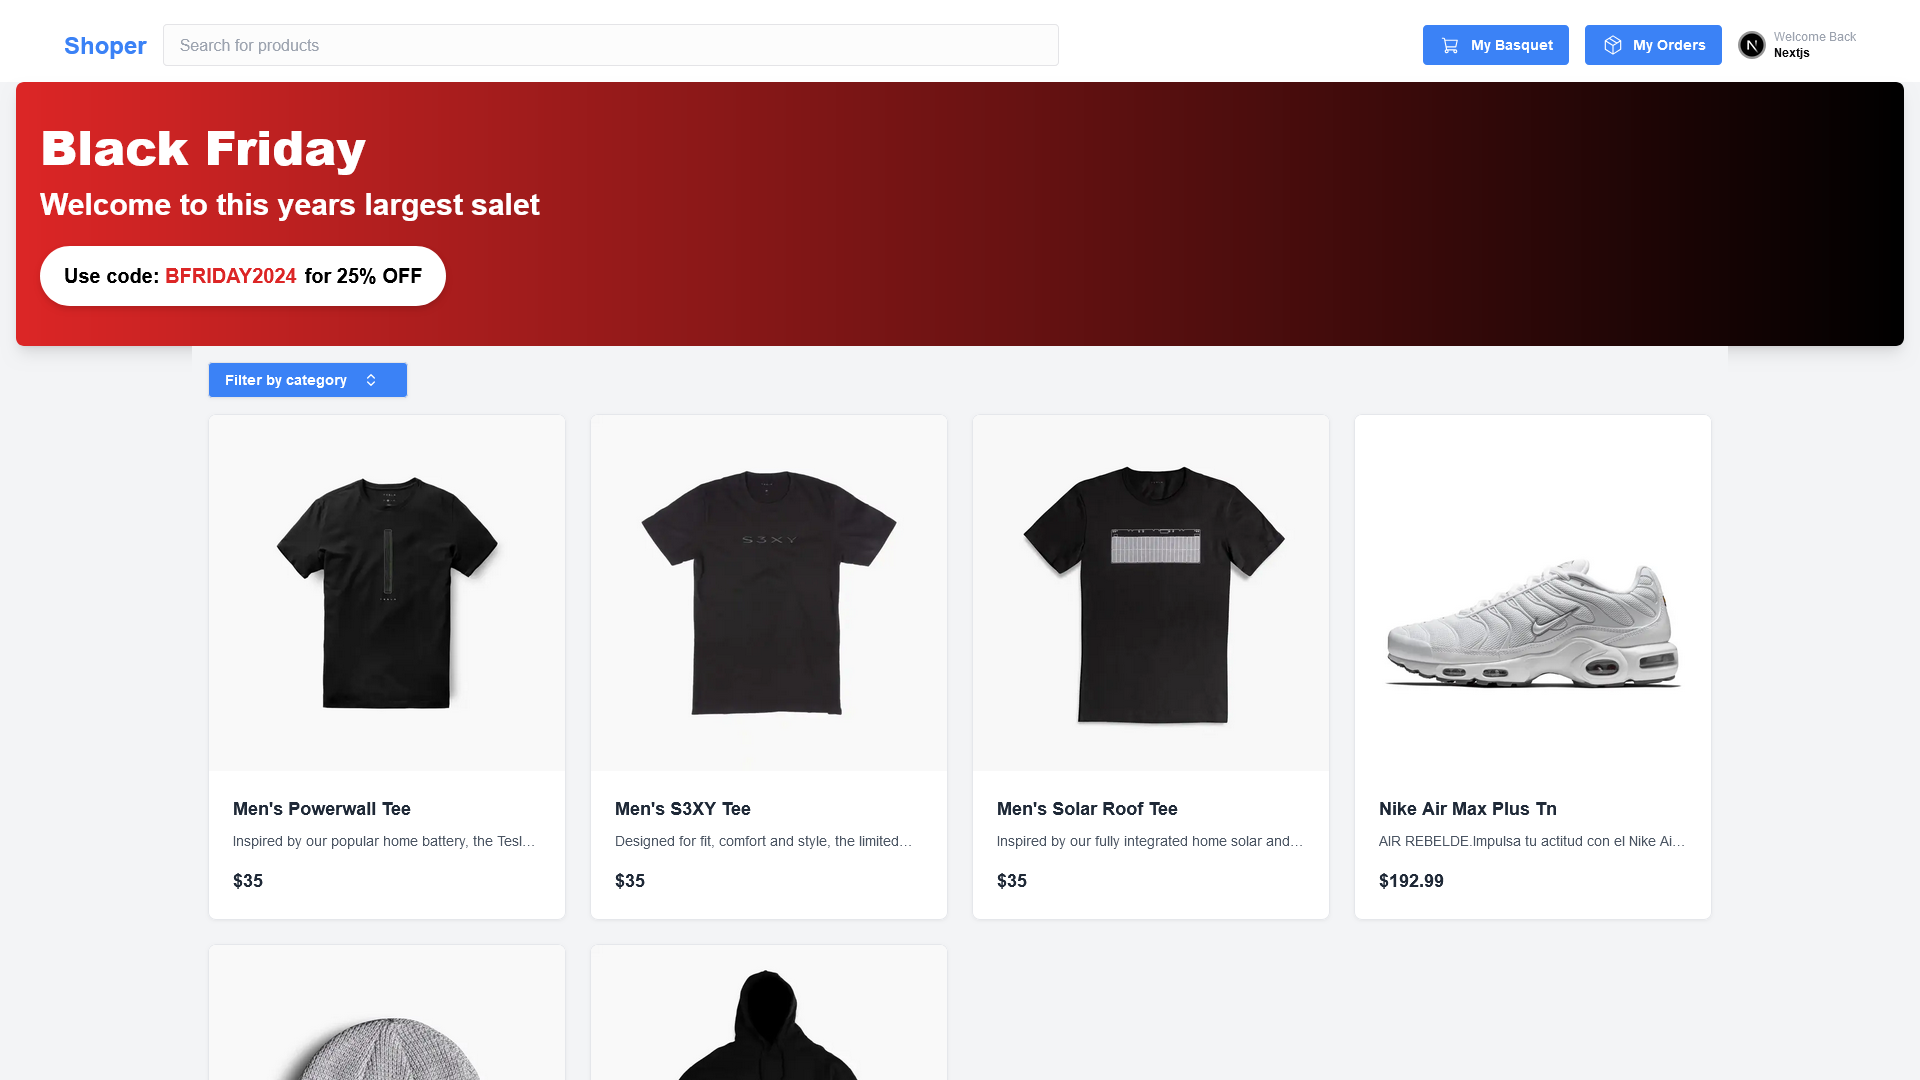 Shoper
Search for products
My Basquet
My Orders
Welcome Back
Nextjs
Black Friday
Welcome to this years largest salet
Use code: BFRIDAY2024 for 25% OFF
Filter by category
S3XY
Men's Powerwall Tee
Inspired by our popular home battery, the Tesl...
$35
Men's S3XY Tee
Designed for fit, comfort and style, the limited...
$35
Men's Solar Roof Tee
Inspired by our fully integrated home solar and...
$35
Nike Air Max Plus Tn
AIR REBELDE.Impulsa tu actitud con el Nike Ai...
$192.99